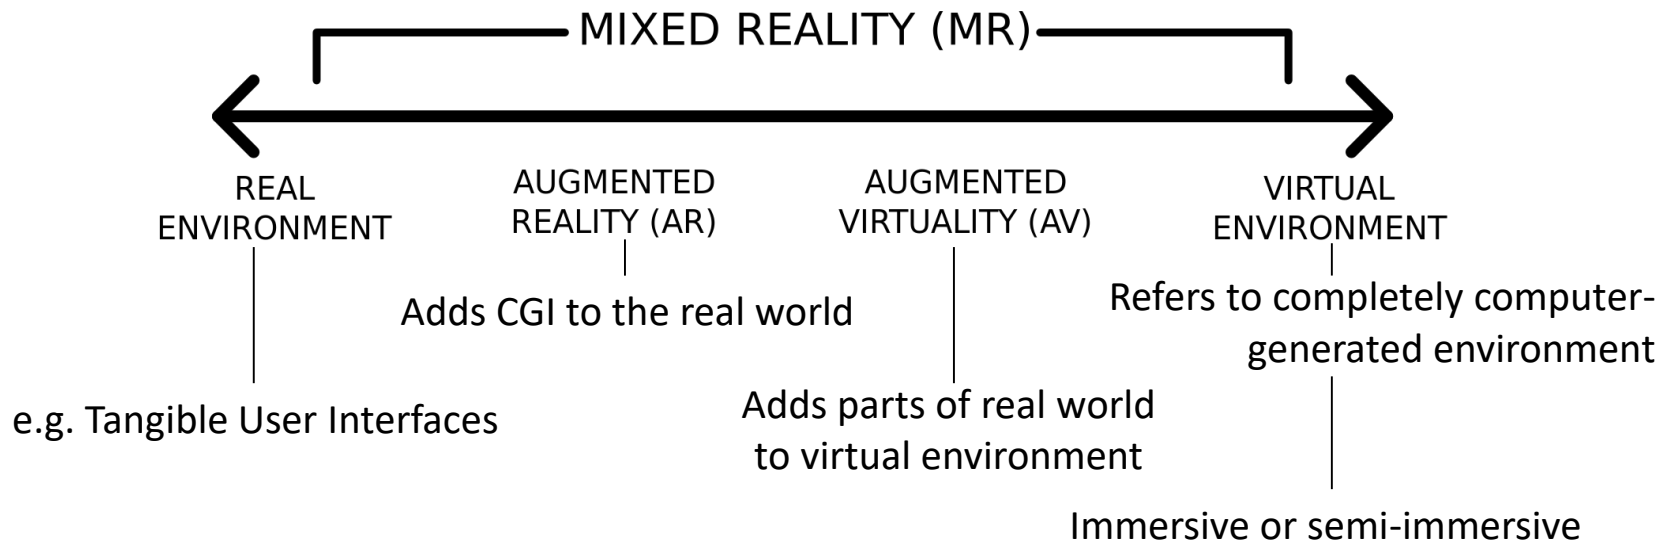 MIXED REALITY (MR)
REAL
ENVIRONMENT
AUGMENTED
REALITY (AR)
AUGMENTED
VIRTUALITY (AV)
VIRTUAL
ENVIRONMENT
Adds CGI to the real world
Refers to completely computer-
generated environment
e.g. Tangible User Interfaces
Adds parts of real world
to virtual environment
Immersive or semi-immersive